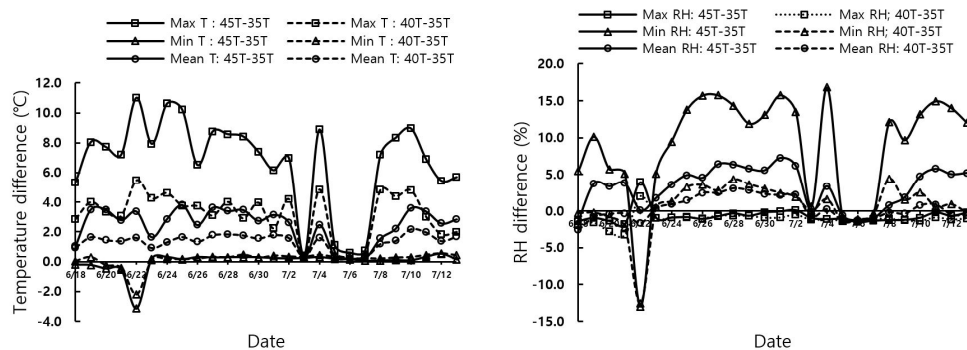 Max T : 45T-35T
Max T : 40T-35T
Min T : 45T-35T
Min T : 40T-35T
Mean T: 45T-35T
Mean T: 40T-35T
Temperature difference (℃)
12.0
10.0
8.0
6.0
4.0
2.0
0.0
-2.0
-4.0
6/18
6/20
6/22
6/24
6/26
6/28
6/30
7/2
7/4
7/6
7/8
7/10
7/12
Date
Max RH: 45T-35T
Max RH; 40T-35T
Min RH: 45T-35T
Min RH; 40T-35T
Mean RH: 45T-35T
Mean RH: 40T-35T
RH difference (%)
20.0
15.0
10.0
5.0
0.0
-5.0
-10.0
-15.0
6/24
6/26
6/28
6/30
7/2
7/4
7/6
7/8
7/10
7/12
Date